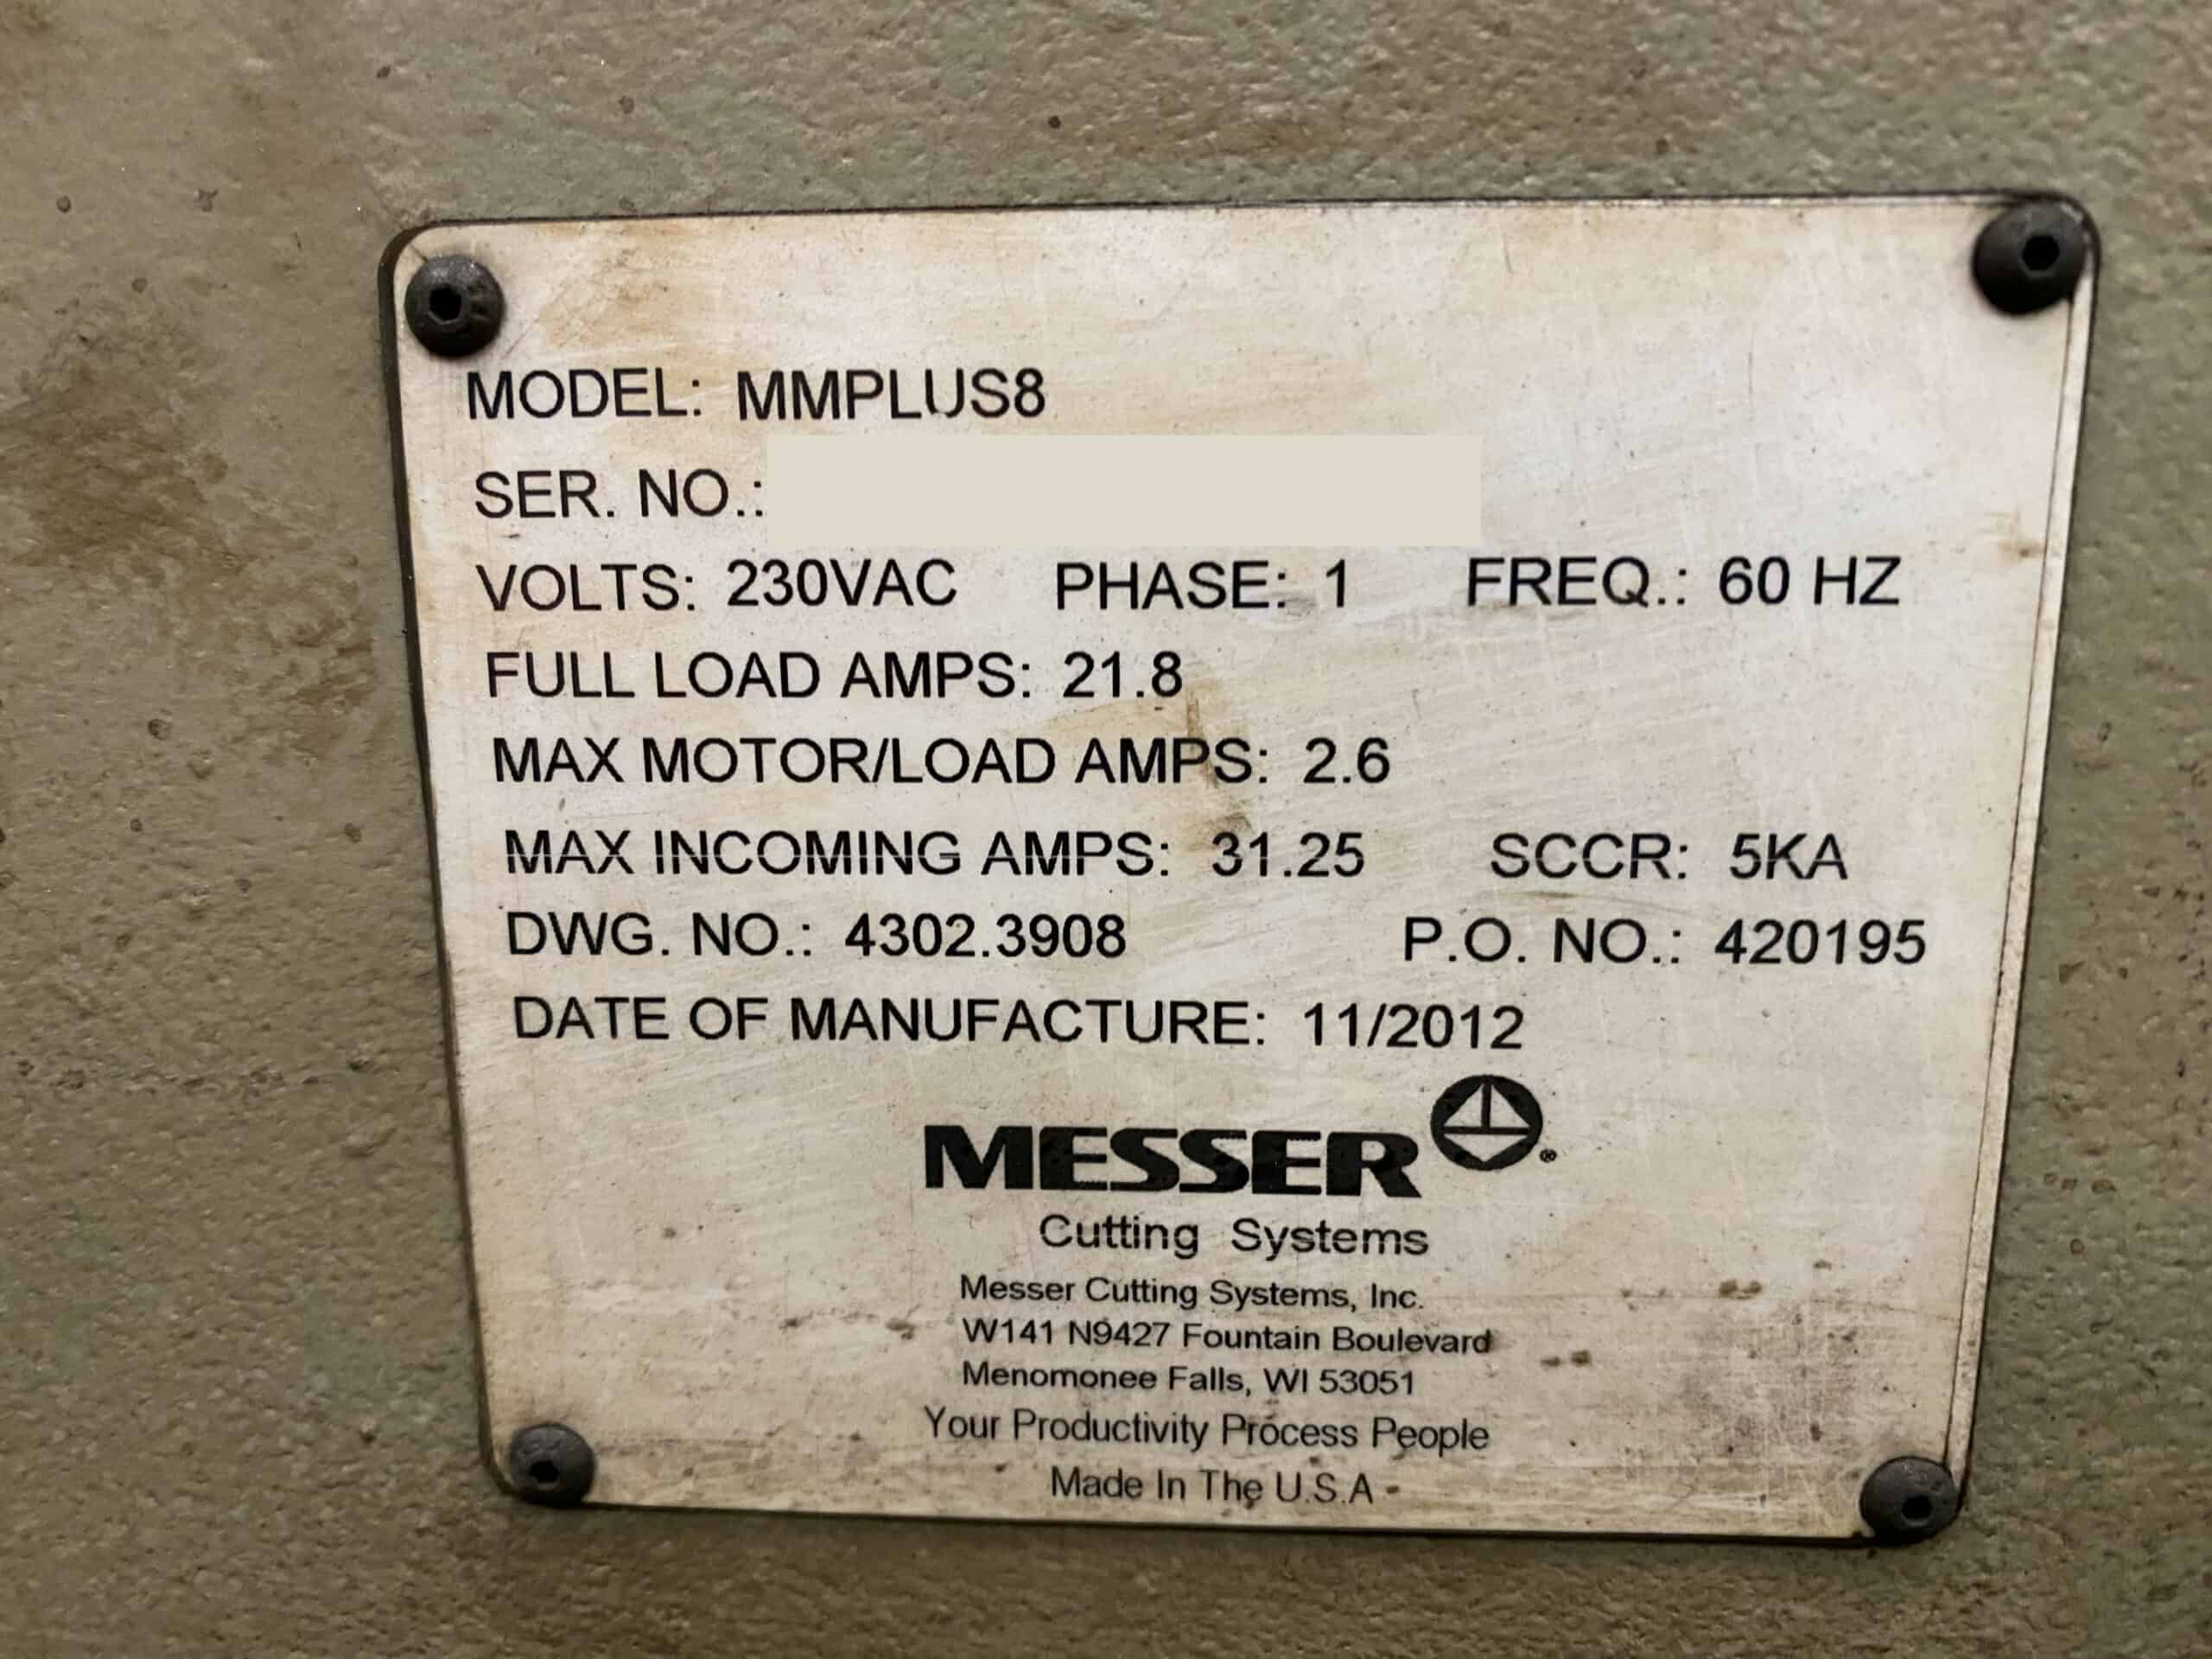 MODEL: MMPLUS8
SER. NO.:
VOLTS: 230VAC PHASE: 1 FREQ.: 60 HZ
FULL LOAD AMPS: 21.8
MAX MOTOR/LOAD AMPS: 2.6
MAX INCOMING AMPS: 31.25 SCCR: 5KA
DWG. NO.: 4302.3908 P.O. NO.: 420195
DATE OF MANUFACTURE: 11/2012
MESSER ®
Cutting Systems
Messer Cutting Systems, Inc.
W141 N9427 Fountain Boulevard
Menomonee Falls, WI 53051
Your Productivity Process People
Made In The U.S.A -